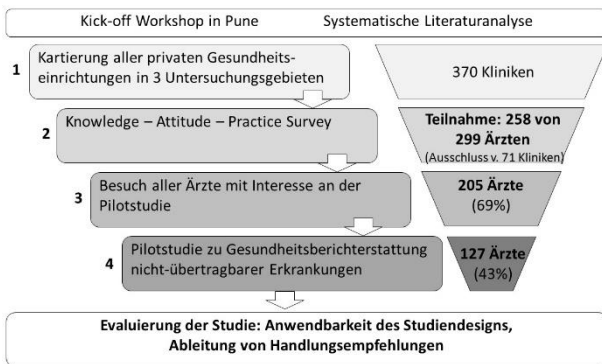 Kick-off Workshop in Pune Systematische Literaturanalyse
1
Kartierung aller privaten Gesundheits-
einrichtungen in 3 Untersuchungsgebieten
370 Kliniken
2
Knowledge – Attitude – Practice Survey
Teilnahme: 258 von
299 Ärzten
(Ausschluss v. 71 Kliniken)
3
Besuch aller Ärzte mit Interesse an der
Pilotstudie
205 Ärzte
(69%)
4
Pilotstudie zu Gesundheitsberichterstattung
nicht-übertragbarer Erkrankungen
127 Ärzte
(43%)
Evaluierung der Studie: Anwendbarkeit des Studiendesigns,
Ableitung von Handlungsempfehlungen